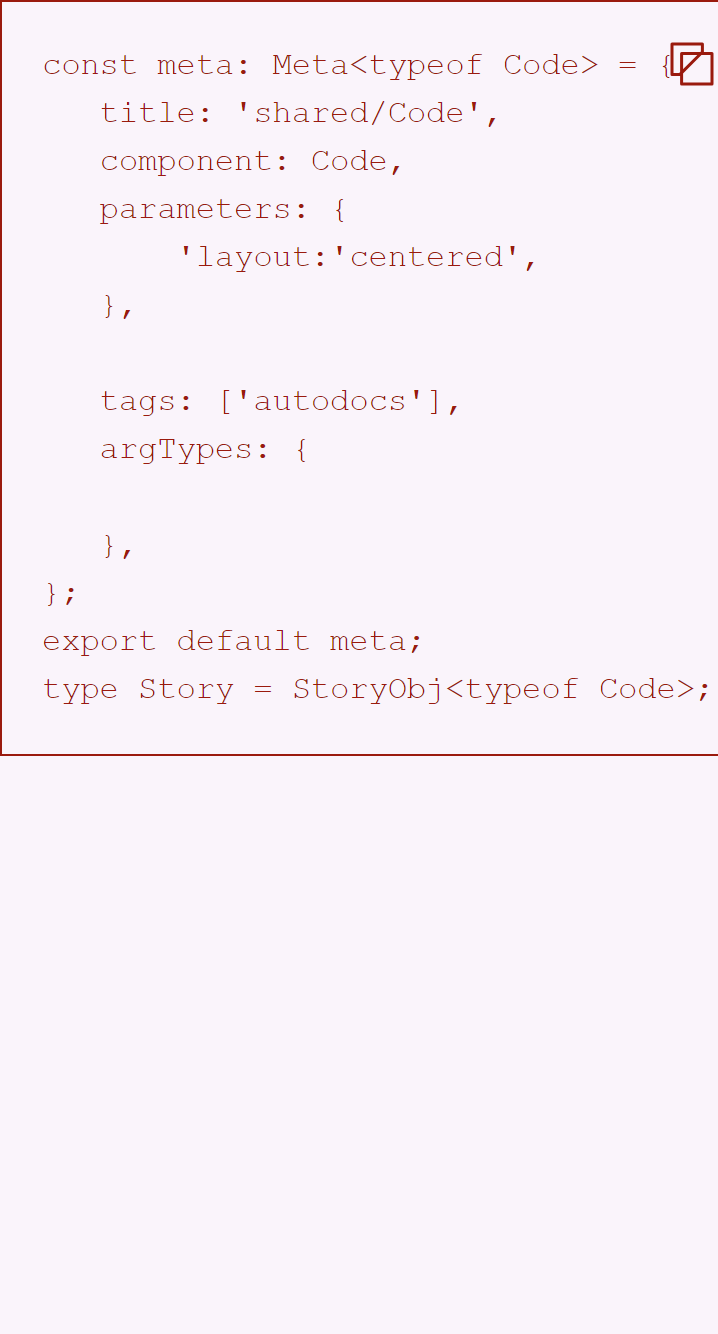 const meta: Meta<typeof Code> = {
title: 'shared/Code',
component: Code,
parameters: {
'layout:'centered',
},
tags: ['autodocs'],
argTypes: {
},
};
export default meta;
type Story = StoryObj<typeof Code>;